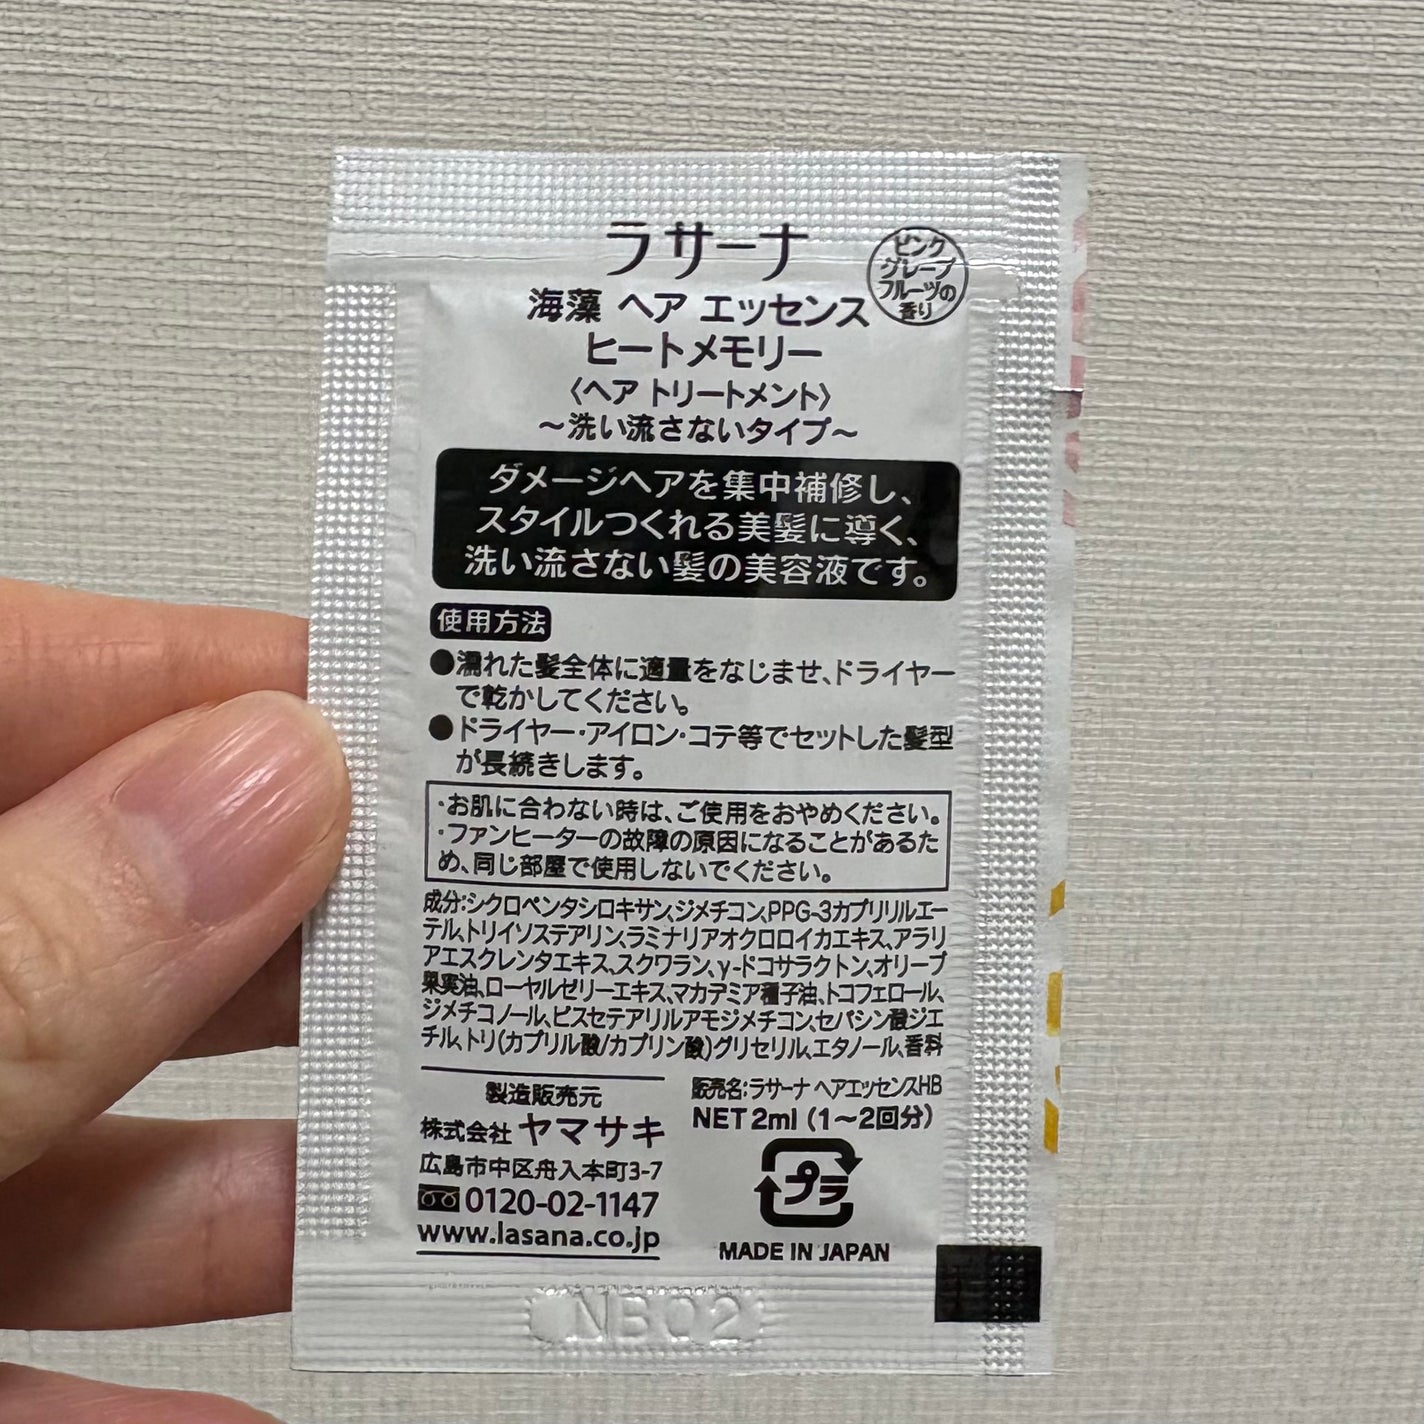 ラサーナ
ピンク
グレープ
フルーツの
香り
海藻 ヘア エッセンス
ヒートメモリー
〈ヘア トリートメント〉
～洗い流さないタイプ～
ダメージヘアを集中補修し、
スタイルつくれる美髪に導く、
洗い流さない髪の美容液です。
使用方法
●濡れた髪全体に適量をなじませ、ドライヤー
で乾かしてください。
●ドライヤー・アイロン・コテ等でセットした髪型
が長続きします。
・お肌に合わない時は、ご使用をおやめください。
・ファンヒーターの故障の原因になることがあるた
め、同じ部屋で使用しないでください。
成分:シクロペンタシロキサン、ジメチコン、PPG-3カプリリルエー
テル、トリイソステアリン、ラミナリアオクロロイカエキス、アラリ
アエスクレンタエキス、スクワラン、γ-ドコサラクトン、オリーブ
果実油、ローヤルゼリーエキス、マカデミア種子油、トコフェロール、
ジメチコノール、ビスセテアリルアモジメチコン、セバシン酸ジエ
チル、トリ(カプリル酸/カプリン酸)グリセリル、エタノール、香料
製造販売元
株式会社 ヤマサキ
広島市中区舟入本町3-7
0120-02-1147
www.lasana.co.jp
販売名:ラサーナ ヘアエッセンスHB
NET 2ml (1～2回分)
プラ
MADE IN JAPAN
NB02